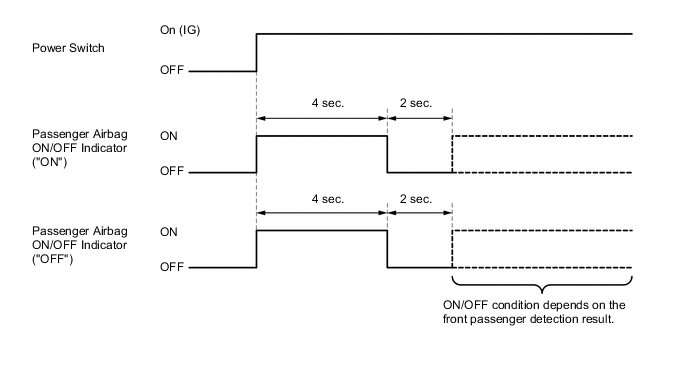 On (IG)
Power Switch
OFF
4 sec.
2 sec.
Passenger Airbag
ON/OFF Indicator
("ON")
ON
OFF
4 sec.
2 sec.
Passenger Airbag
ON/OFF Indicator
("OFF")
ON
OFF
ON/OFF condition depends on the
front passenger detection result.